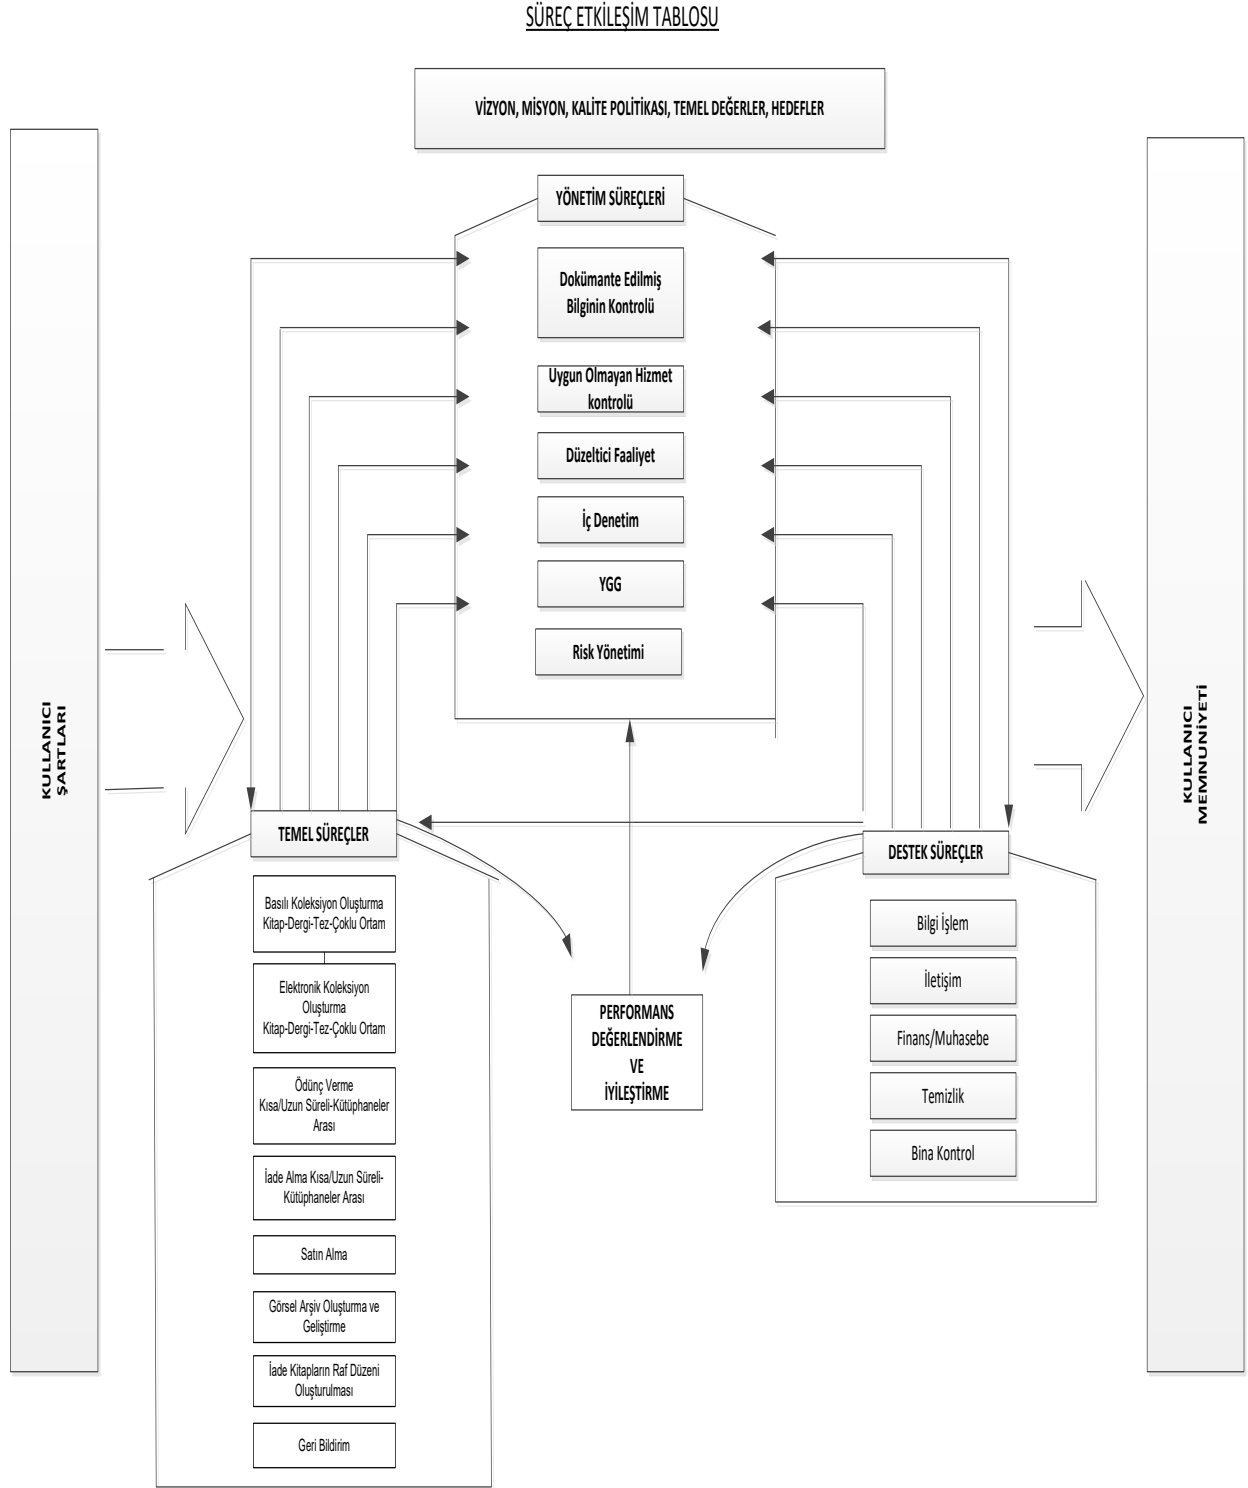 SÜREÇ ETKİLEŞİM TABLOSU
VİZYON, MİSYON, KALİTE POLİTİKASI, TEMEL DEĞERLER, HEDEFLER
KULLANICI
ŞARTLARI
YÖNETİM SÜREÇLERİ
Dokümante Edilmiş
Bilginin Kontrolü
Uygun Olmayan Hizmet
kontrolü
Düzeltici Faaliyet
İç Denetim
YGG
Risk Yönetimi
TEMEL SÜREÇLER
Basılı Koleksiyon Oluşturma
Kitap-Dergi-Tez-Çoklu Ortam
Elektronik Koleksiyon
Oluşturma
Kitap-Dergi-Tez-Çoklu Ortam
Ödünç Verme
Kısa/Uzun Süreli-Kütüphaneler
Arası
İade Alma Kısa/Uzun Süreli-
Kütüphaneler Arası
Satın Alma
Görsel Arşiv Oluşturma ve
Geliştirme
İade Kitapların Raf Düzeni
Oluşturulması
Geri Bildirim
PERFORMANS
DEĞERLENDİRME
VE
İYİLEŞTİRME
DESTEK SÜREÇLER
Bilgi İşlem
İletişim
Finans/Muhasebe
Temizlik
Bina Kontrol
KULLANICI
MEMNUNİYETİ